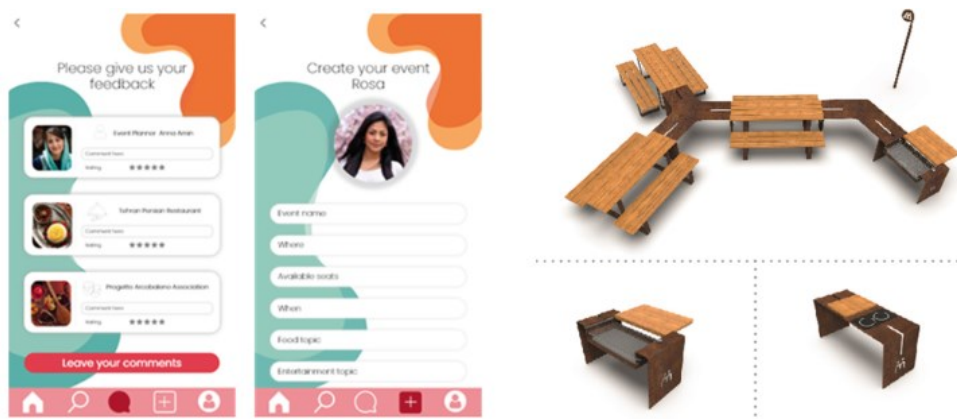 Please give us your
feedback
Event Planner Anna Arian
Comment here
Rating
Tehran Persian Restaurant
Comment here
Rating
Progetto Arcobaleno Association
Comment here
Rating
Leave your comments
Create your event
Rosa
Event name
Where
Available seats
When
Food topic
Entertainment topic